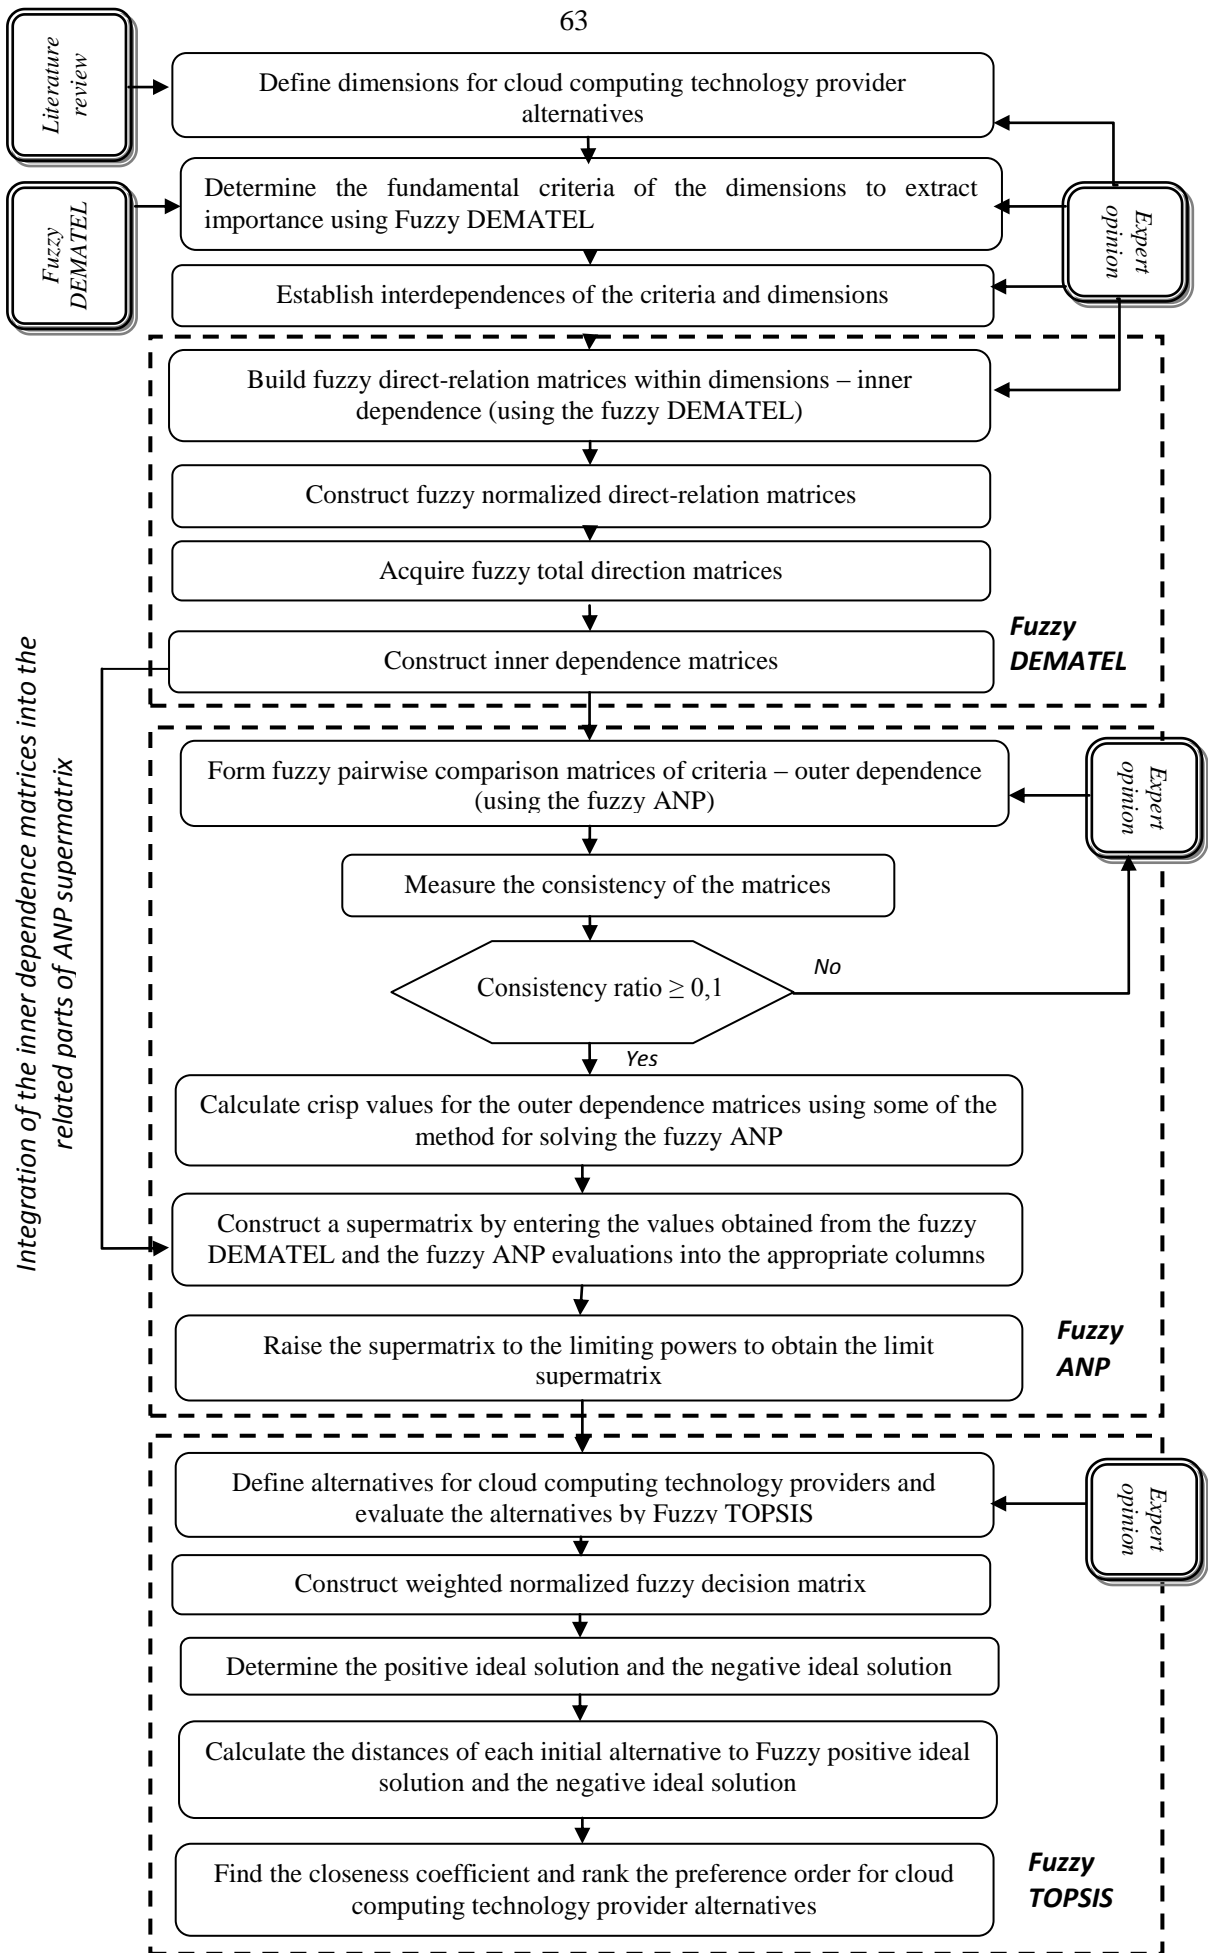 63
Literature
review
Define dimensions for cloud computing technology provider
alternatives
Fuzzy
DEMATEL
Determine the fundamental criteria of the dimensions to extract
importance using Fuzzy DEMATEL
Expert
opinion
Establish interdependences of the criteria and dimensions
Build fuzzy direct-relation matrices within dimensions – inner
dependence (using the fuzzy DEMATEL)
Construct fuzzy normalized direct-relation matrices
Acquire fuzzy total direction matrices
Construct inner dependence matrices
Fuzzy
DEMATEL
Integration of the inner dependence matrices into the
related parts of ANP supermatrix
Form fuzzy pairwise comparison matrices of criteria – outer dependence
(using the fuzzy ANP)
Expert
opinion
Measure the consistency of the matrices
Consistency ratio ≥ 0,1
No
Yes
Calculate crisp values for the outer dependence matrices using some of the
method for solving the fuzzy ANP
Construct a supermatrix by entering the values obtained from the fuzzy
DEMATEL and the fuzzy ANP evaluations into the appropriate columns
Raise the supermatrix to the limiting powers to obtain the limit
supermatrix
Fuzzy
ANP
Define alternatives for cloud computing technology providers and
evaluate the alternatives by Fuzzy TOPSIS
Expert
opinion
Construct weighted normalized fuzzy decision matrix
Determine the positive ideal solution and the negative ideal solution
Calculate the distances of each initial alternative to Fuzzy positive ideal
solution and the negative ideal solution
Find the closeness coefficient and rank the preference order for cloud
computing technology provider alternatives
Fuzzy
TOPSIS